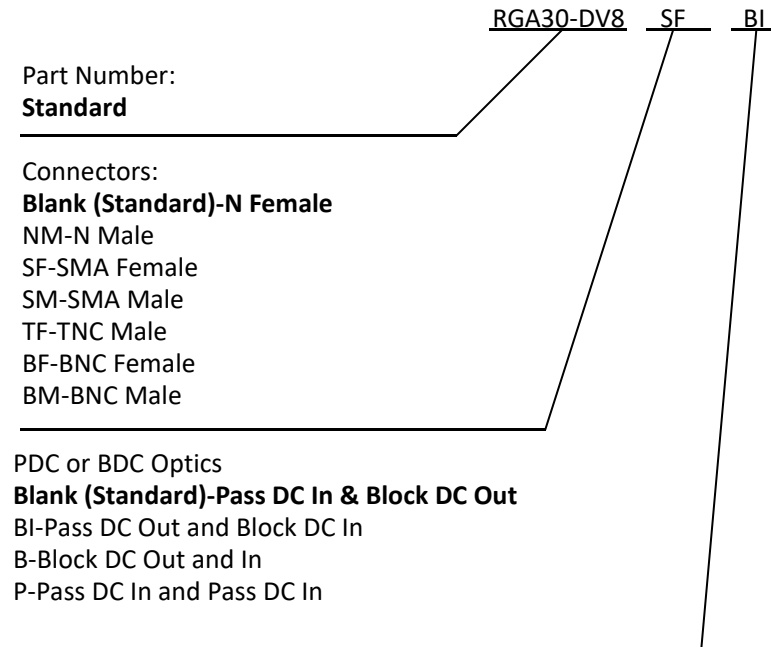 RGA30-DV8 SF BI
Part Number:
Standard
Connectors:
Blank (Standard)-N Female
NM-N Male
SF-SMA Female
SM-SMA Male
TF-TNC Male
BF-BNC Female
BM-BNC Male
PDC or BDC Optics
Blank (Standard)-Pass DC In & Block DC Out
BI-Pass DC Out and Block DC In
B-Block DC Out and In
P-Pass DC In and Pass DC In